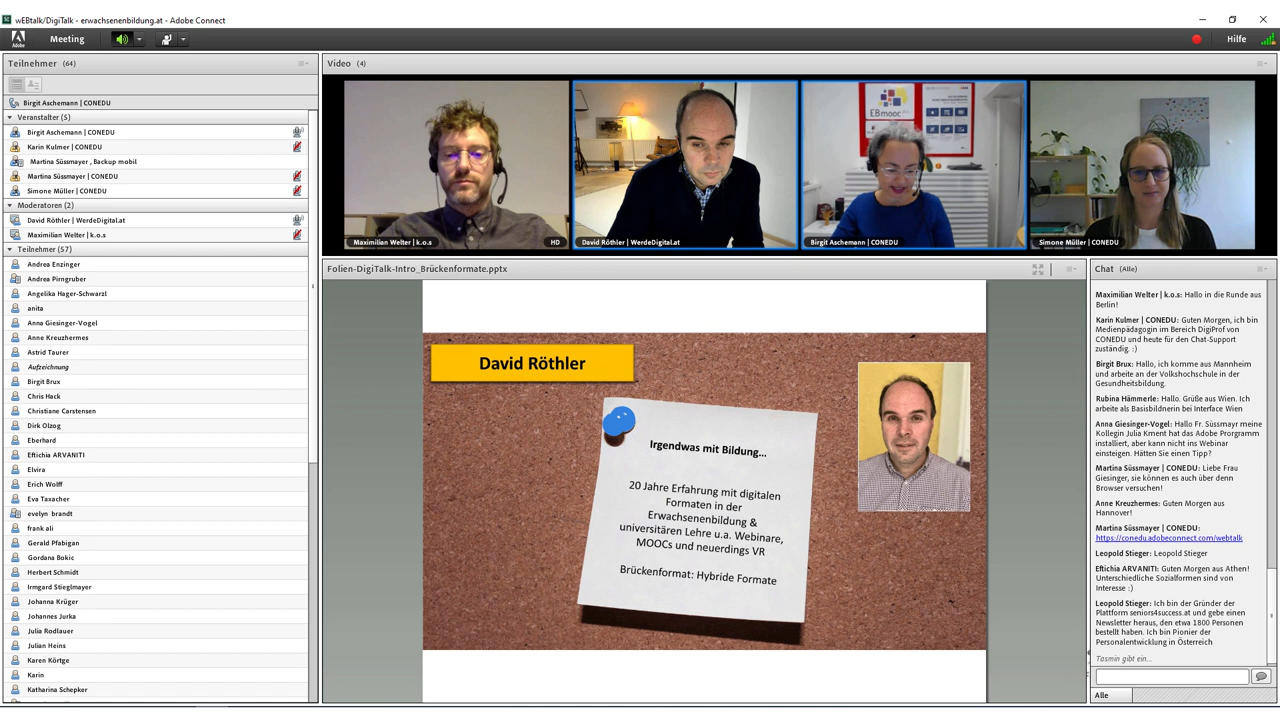 wEBtalk/DigiTalk - erwachsenenbildung.at - Adobe Connect
Adobe
Meeting
Hilfe
Teilnehmer (64)
Birgit Aschemann | CONEDU
Veranstalter (5)
Birgit Aschemann | CONEDU
Karin Kulmer | CONEDU
Martina Süssmayer , Backup mobil
Martina Süssmayer | CONEDU
Simone Müller | CONEDU
Moderatoren (2)
David Röthler | WerdeDigital.at
Maximilian Welter | k.o.s
Teilnehmer (57)
Andrea Enzinger
Andrea Pirngruber
Angelika Hager-Schwarzl
anita
Anna Giesinger-Vogel
Anne Kreuzhermes
Astrid Taurer
Aufzeichnung
Birgit Brux
Chris Hack
Christiane Carstensen
Dirk Olzog
Eberhard
Eftichia ARVANITI
Elvira
Erich Wolff
Eva Taxacher
evelyn brandt
frank ali
Gerald Pfabigan
Gordana Bokic
Herbert Schmidt
Irmgard Stieglmayer
Johanna Krüger
Johannes Jurka
Julia Rodlauer
Julian Heins
Karen Körtge
Karin
Katharina Schepker
Video (4)
EBmooc
Maximilian Welter | k.o.s
HD
David Röthler | WerdeDigital.at
Birgit Aschemann | CONEDU
Simone Müller | CONEDU
Folien-DigiTalk-Intro_Brückenformate.pptx
David Röthler
Irgendwas mit Bildung...
20 Jahre Erfahrung mit digitalen
Formaten in der
Erwachsenenbildung &
universitären Lehre u.a. Webinare,
MOOCs und neuerdings VR
Brückenformat: Hybride Formate
Chat (Alle)
Maximilian Welter | k.o.s: Hallo in die Runde aus
Berlin!
Karin Kulmer | CONEDU: Guten Morgen, ich bin
Medienpädagogin im Bereich DigiProf von
CONEDU und heute für den Chat-Support
zuständig. :)
Birgit Brux: Hallo, ich komme aus Mannheim
und arbeite an der Volkshochschule in der
Gesundheitsbildung.
Rubina Hämmerle: Hallo. Grüße aus Wien. Ich
arbeite als Basisbildnerin bei Interface Wien
Anna Giesinger-Vogel: Hallo Fr. Süssmayr meine
Kollegin Julia Kment hat das Adobe Prorgramm
installiert, aber kann nicht ins Webinar
einsteigen. Hätten Sie einen Tipp?
Martina Süssmayer | CONEDU: Liebe Frau
Giesinger, sie können es auch über denn
Browser versuchen!
Anne Kreuzhermes: Guten Morgen aus
Hannover!
Martina Süssmayer | CONEDU:
https://conedu.adobeconnect.com/webtalk
Leopold Stieger: Leopold Stieger
Eftichia ARVANITI: Guten Morgen aus Athen!
Unterschiedliche Sozialformen sind von
Interesse :)
Leopold Stieger: Ich bin der Gründer der
Plattform seniors4success.at und gebe einen
Newsletter heraus, den etwa 1800 Personen
bestellt haben. Ich bin Pionier der
Personalentwicklung in Österreich
Tasmin gibt ein...
Alle